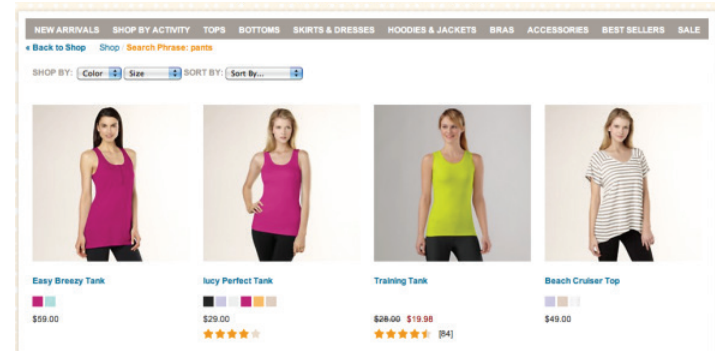 NEW ARRIVALS SHOP BY ACTIVITY TOPS BOTTOMS SKIRTS & DRESSES HOODIES & JACKETS BRAS ACCESSORIES BEST SELLERS SALE
« Back to Shop Shop / Search Phrase: pants
SHOP BY: Color Size SORT BY: Sort By...
Easy Breezy Tank lucy Perfect Tank Training Tank Beach Cruiser Top
$59.00 $29.00 $28.00 $19.98 $49.00
[84]